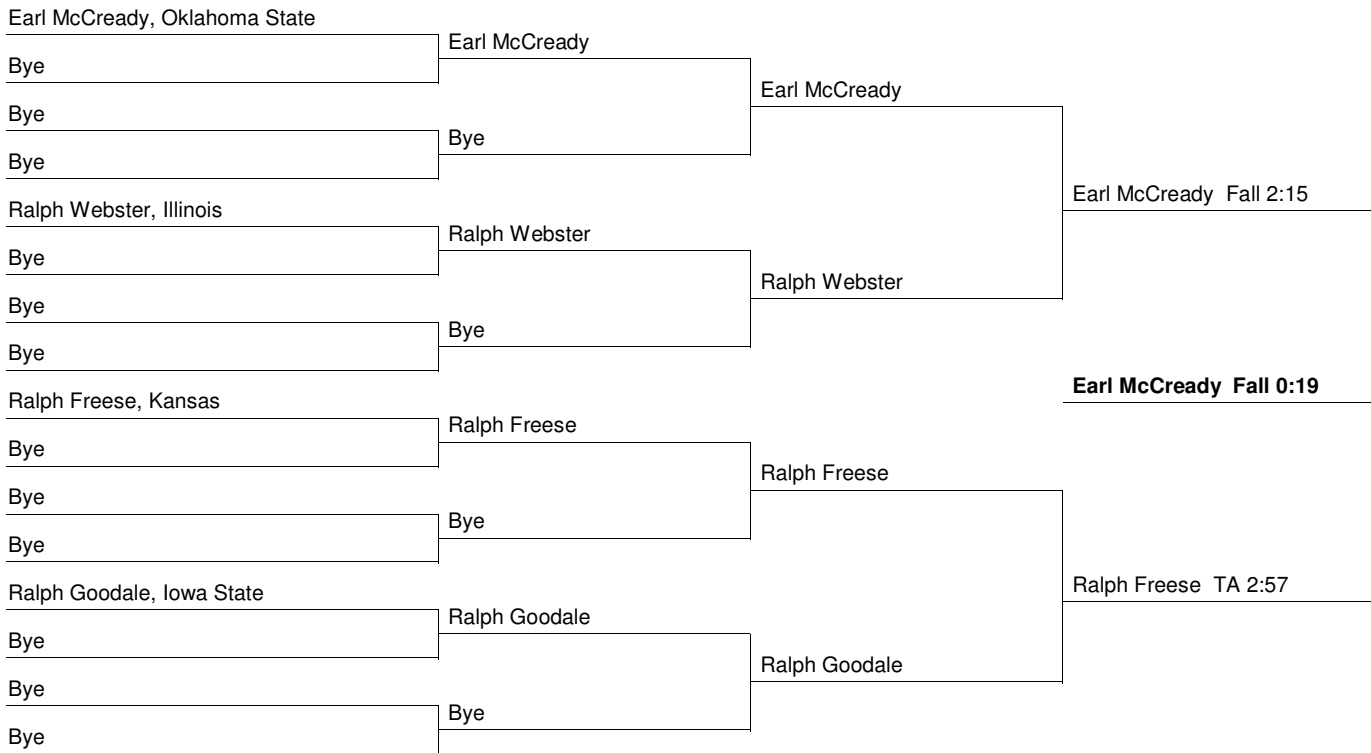 Earl McCready, Oklahoma State
Bye
Bye
Bye
Ralph Webster, Illinois
Bye
Bye
Bye
Ralph Freese, Kansas
Bye
Bye
Bye
Ralph Goodale, Iowa State
Bye
Bye
Bye
Earl McCready
Bye
Ralph Webster
Bye
Ralph Freese
Bye
Ralph Goodale
Bye
Earl McCready
Ralph Webster
Ralph Freese
Ralph Goodale
Earl McCready  Fall 2:15
Earl McCready  Fall 0:19
Ralph Freese  TA 2:57